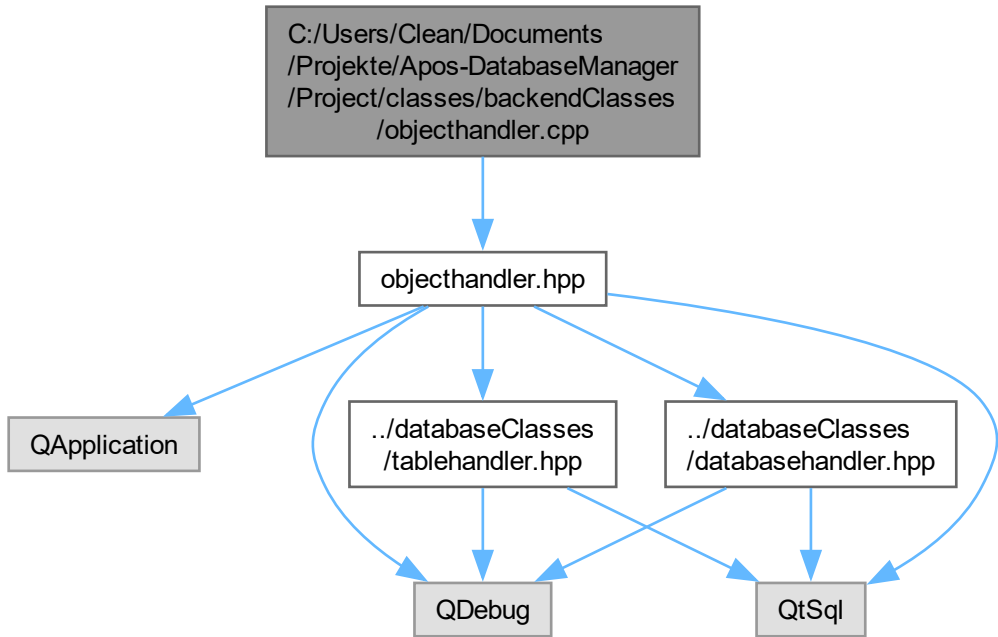 C:/Users/Clean/Documents
/Projekte/Apos-DatabaseManager
/Project/classes/backendClasses
/objecthandler.cpp
objecthandler.hpp
QApplication
../databaseClasses
/tablehandler.hpp
../databaseClasses
/databasehandler.hpp
QDebug
QtSql